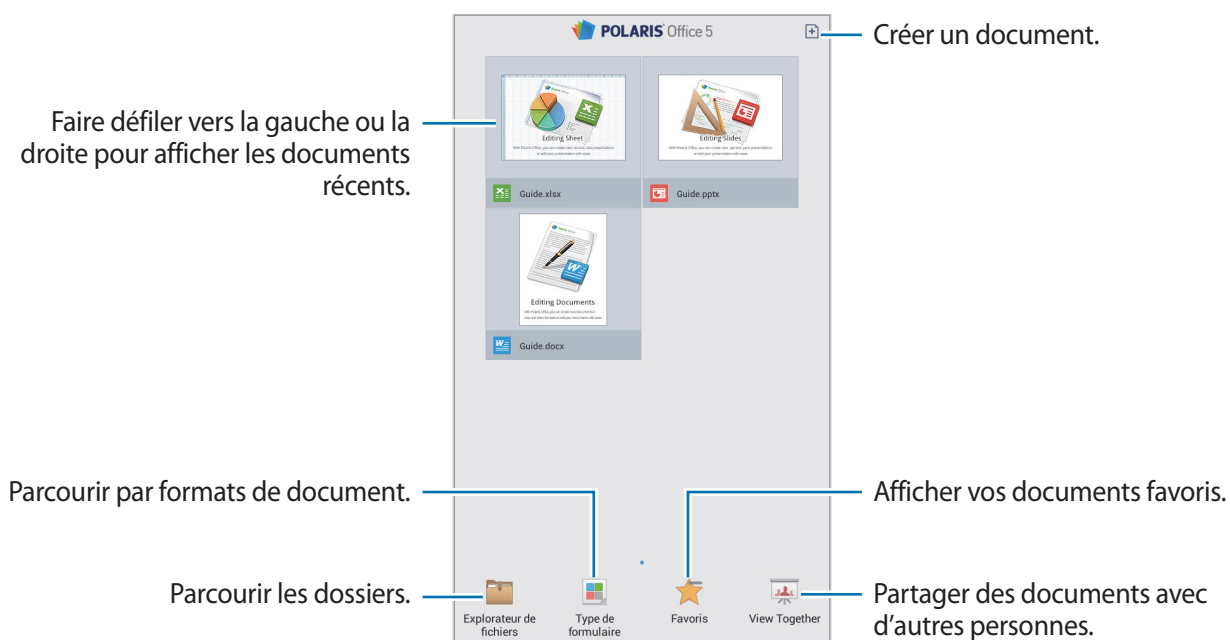 POLARIS Office 5
Créer un document.
Faire défiler vers la gauche ou la
droite pour afficher les documents
récents.
Editing Sheet
Editing Slides
Guide.xlsx
Guide.pptx
Editing Documents
Guide.docx
Parcourir par formats de document.
Afficher vos documents favoris.
Parcourir les dossiers.
Explorateur de
fichiers
Type de
formulaire
Favoris
View Together
Partager des documents avec
d'autres personnes.